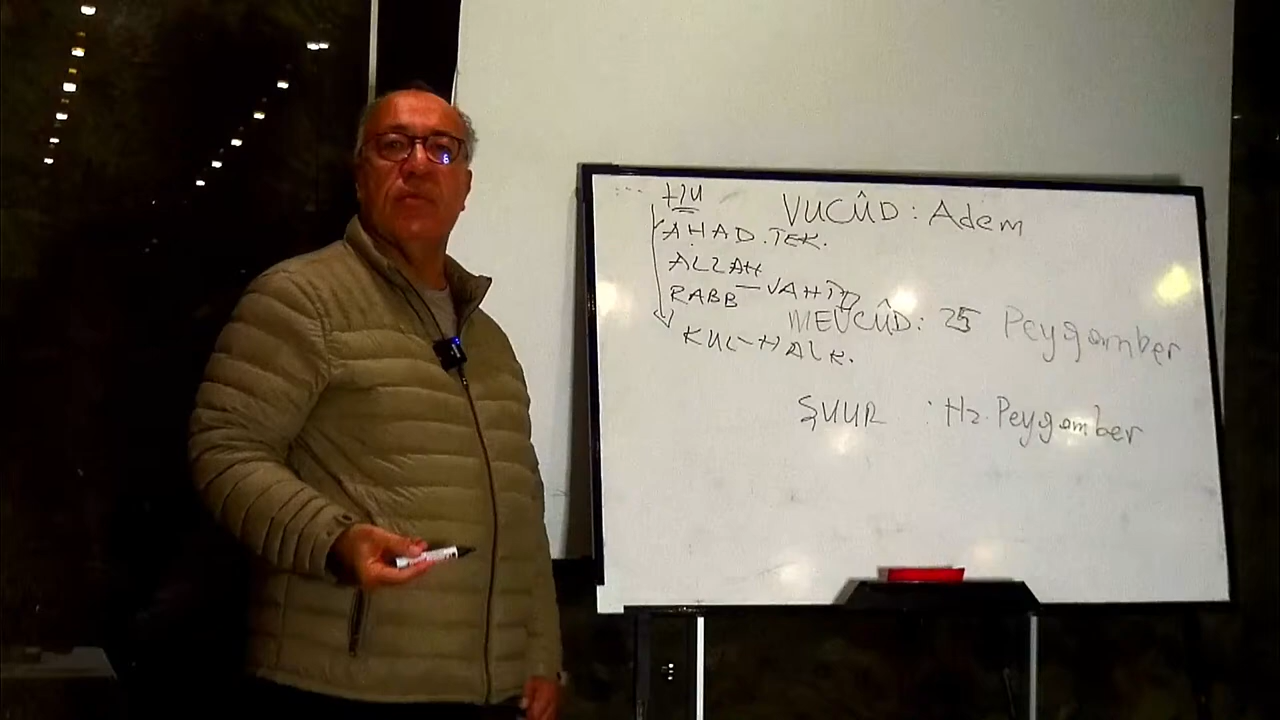 ... HU
AHAD.TEK.
ALLAH
RABB - VAHİD
KUL-HALK.
VUCÛD: Adem
MEVCÛD: 25 Peygamber
ŞUUR : Hz. Peygamber